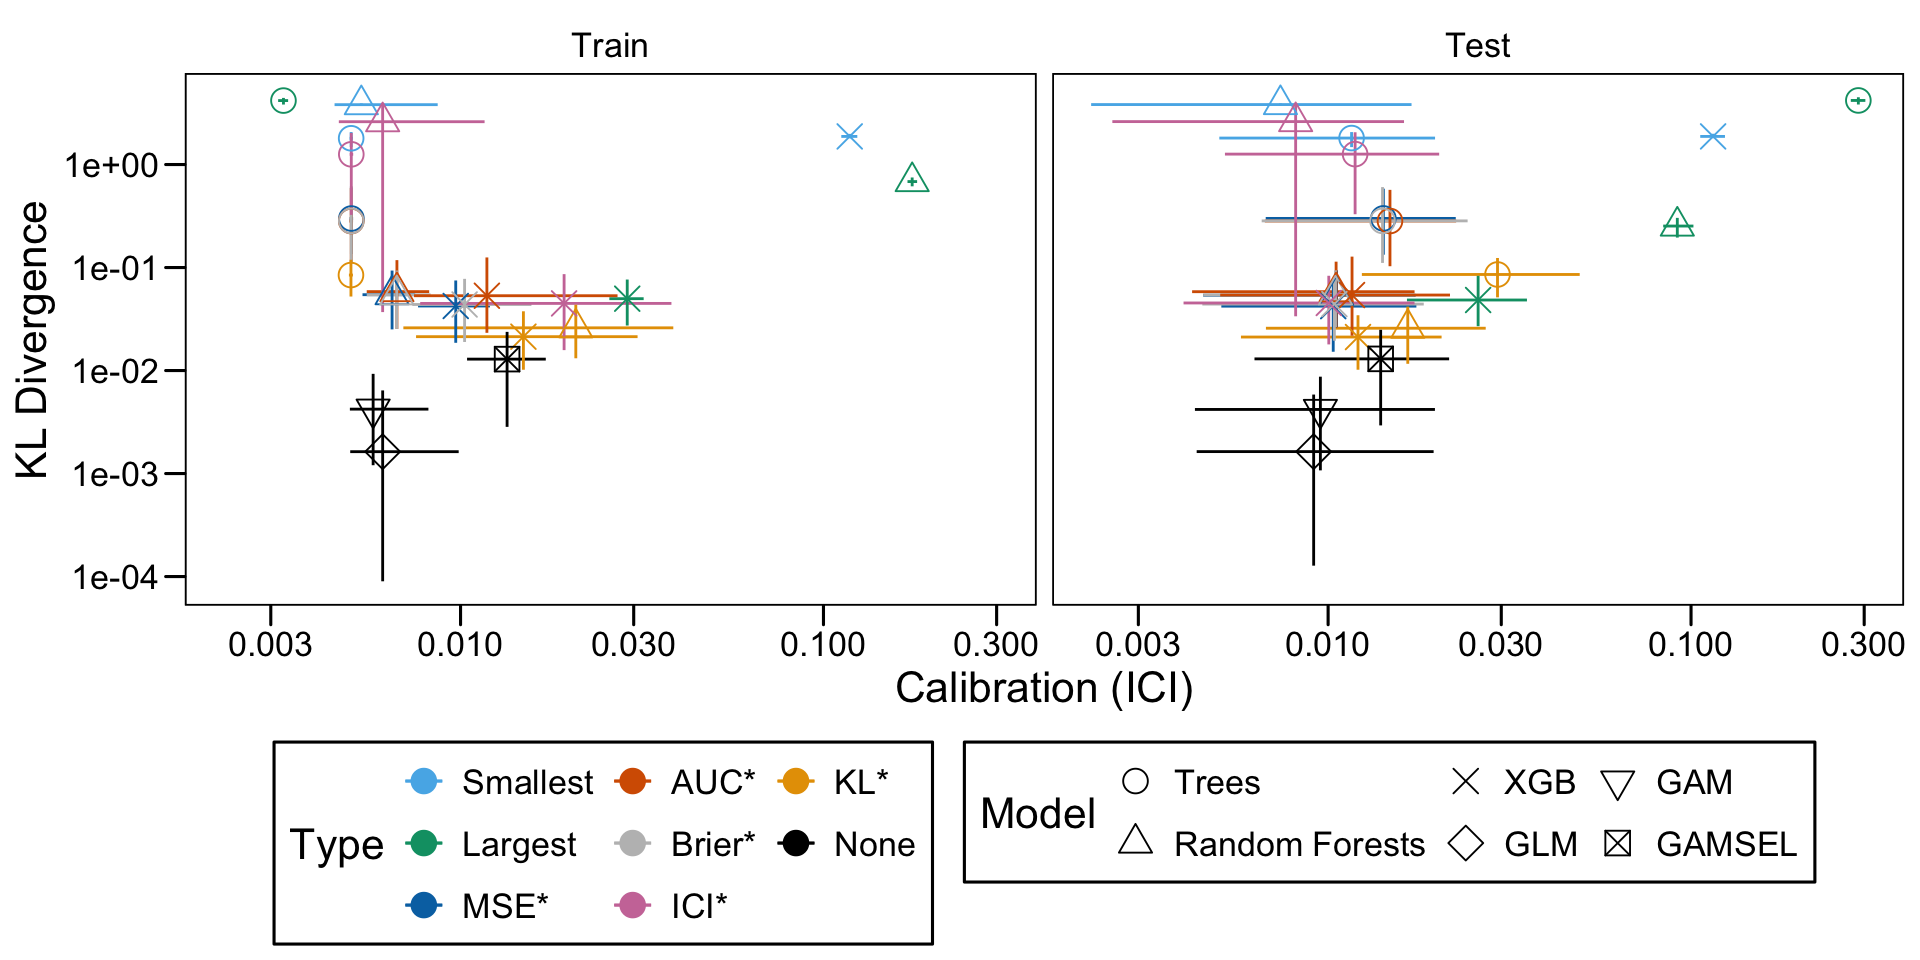 Train
Test
KL Divergence
1e+00
1e-01
1e-02
1e-03
1e-04
0.003 0.010 0.030 0.100 0.300
0.003 0.010 0.030 0.100 0.300
Calibration (ICI)
Type
Smallest AUC* KL*
Largest Brier* None
MSE* ICI*
Model
Trees XGB GAM
Random Forests GLM GAMSEL